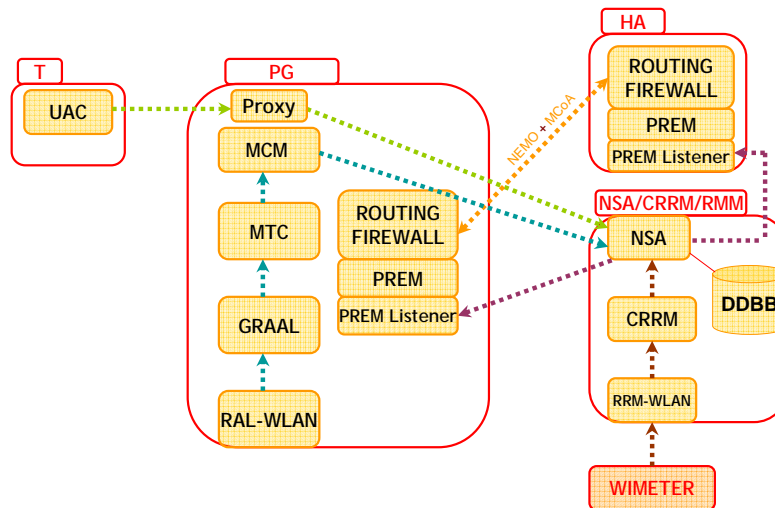 HA
T
PG
ROUTING
FIREWALL
UAC
Proxy
PREM
MCM
NEMO × MCoA
PREM Listener
NSA/CRRM/RMM
ROUTING
FIREWALL
MTC
NSA
PREM
DDBB
GRAAL
PREM Listener
CRRM
RAL-WLAN
RRM-WLAN
WIMETER